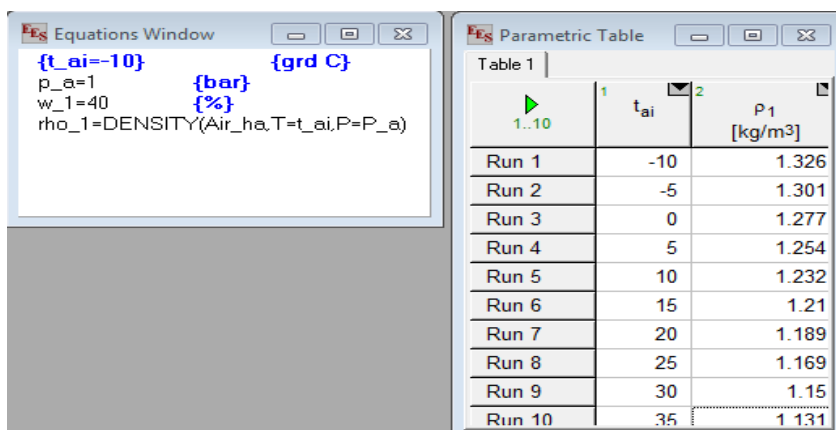 EES Equations Window
{t_ai=-10} {grd C}
p_a=1 {bar}
w_1=40 {%}
rho_1=DENSITY(Air_ha,T=t_ai,P=P_a)
EES Parametric Table
Table 1
1..10
1 t_ai
2 ρ1 [kg/m3]
Run 1 -10 1.326
Run 2 -5 1.301
Run 3 0 1.277
Run 4 5 1.254
Run 5 10 1.232
Run 6 15 1.21
Run 7 20 1.189
Run 8 25 1.169
Run 9 30 1.15
Run 10 35 1.131